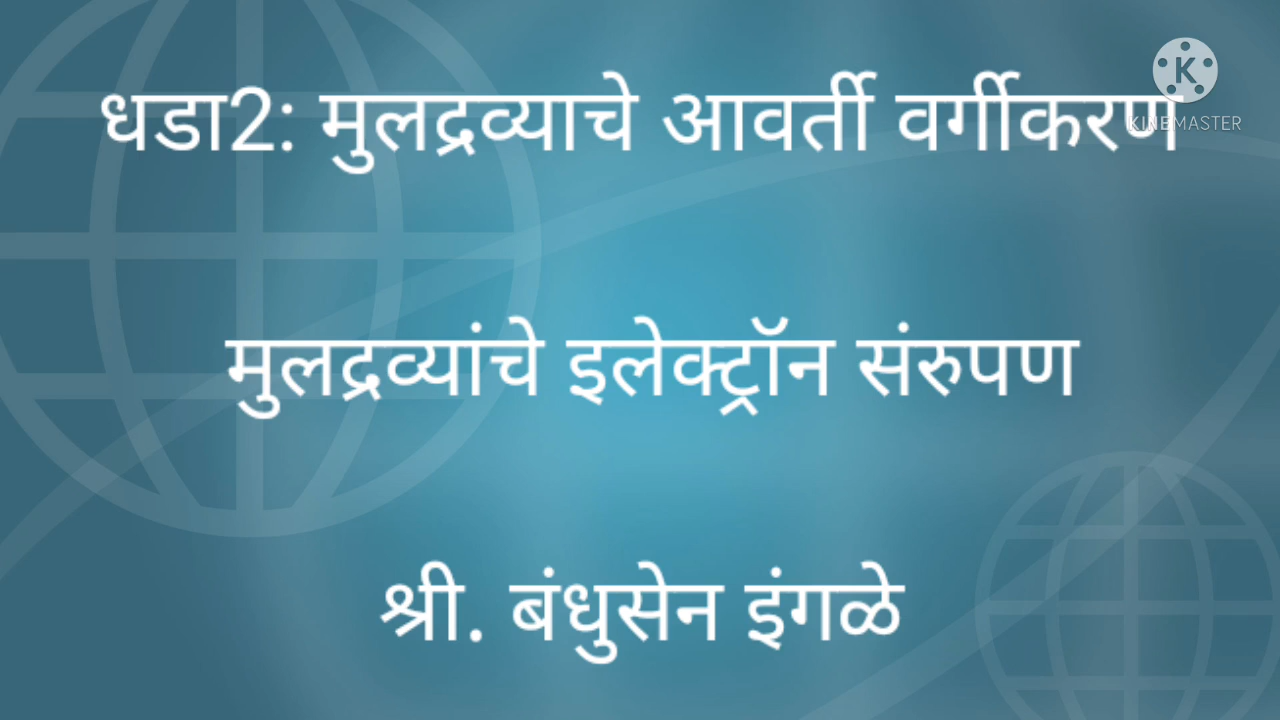 धडा2: मुलद्रव्याचे आवर्ती वर्गीकरण
KINEMASTER
मुलद्रव्यांचे इलेक्ट्रॉन संरुपण
श्री. बंधुसेन इंगळे